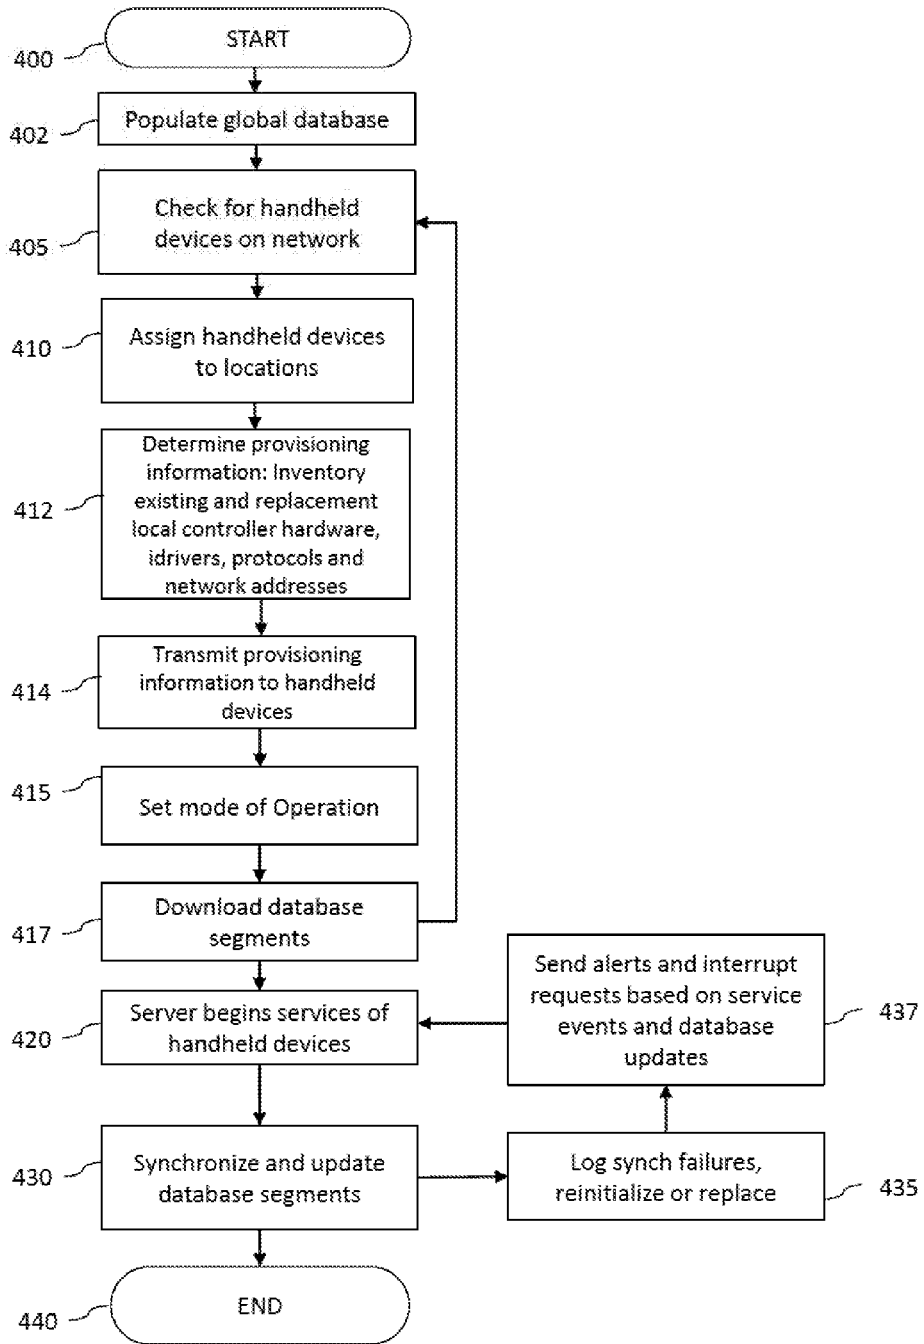 START
400
Populate global database
402
Check for handheld
devices on network
405
Assign handheld devices
to locations
410
Determine provisioning
information: Inventory
existing and replacement
local controller hardware,
idrivers, protocols and
network addresses
412
Transmit provisioning
information to handheld
devices
414
Set mode of Operation
415
Download database
segments
417
Server begins services of
handheld devices
420
Send alerts and interrupt
requests based on service
events and database
updates
437
Synchronize and update
database segments
430
Log synch failures,
reinitialize or replace
435
END
440